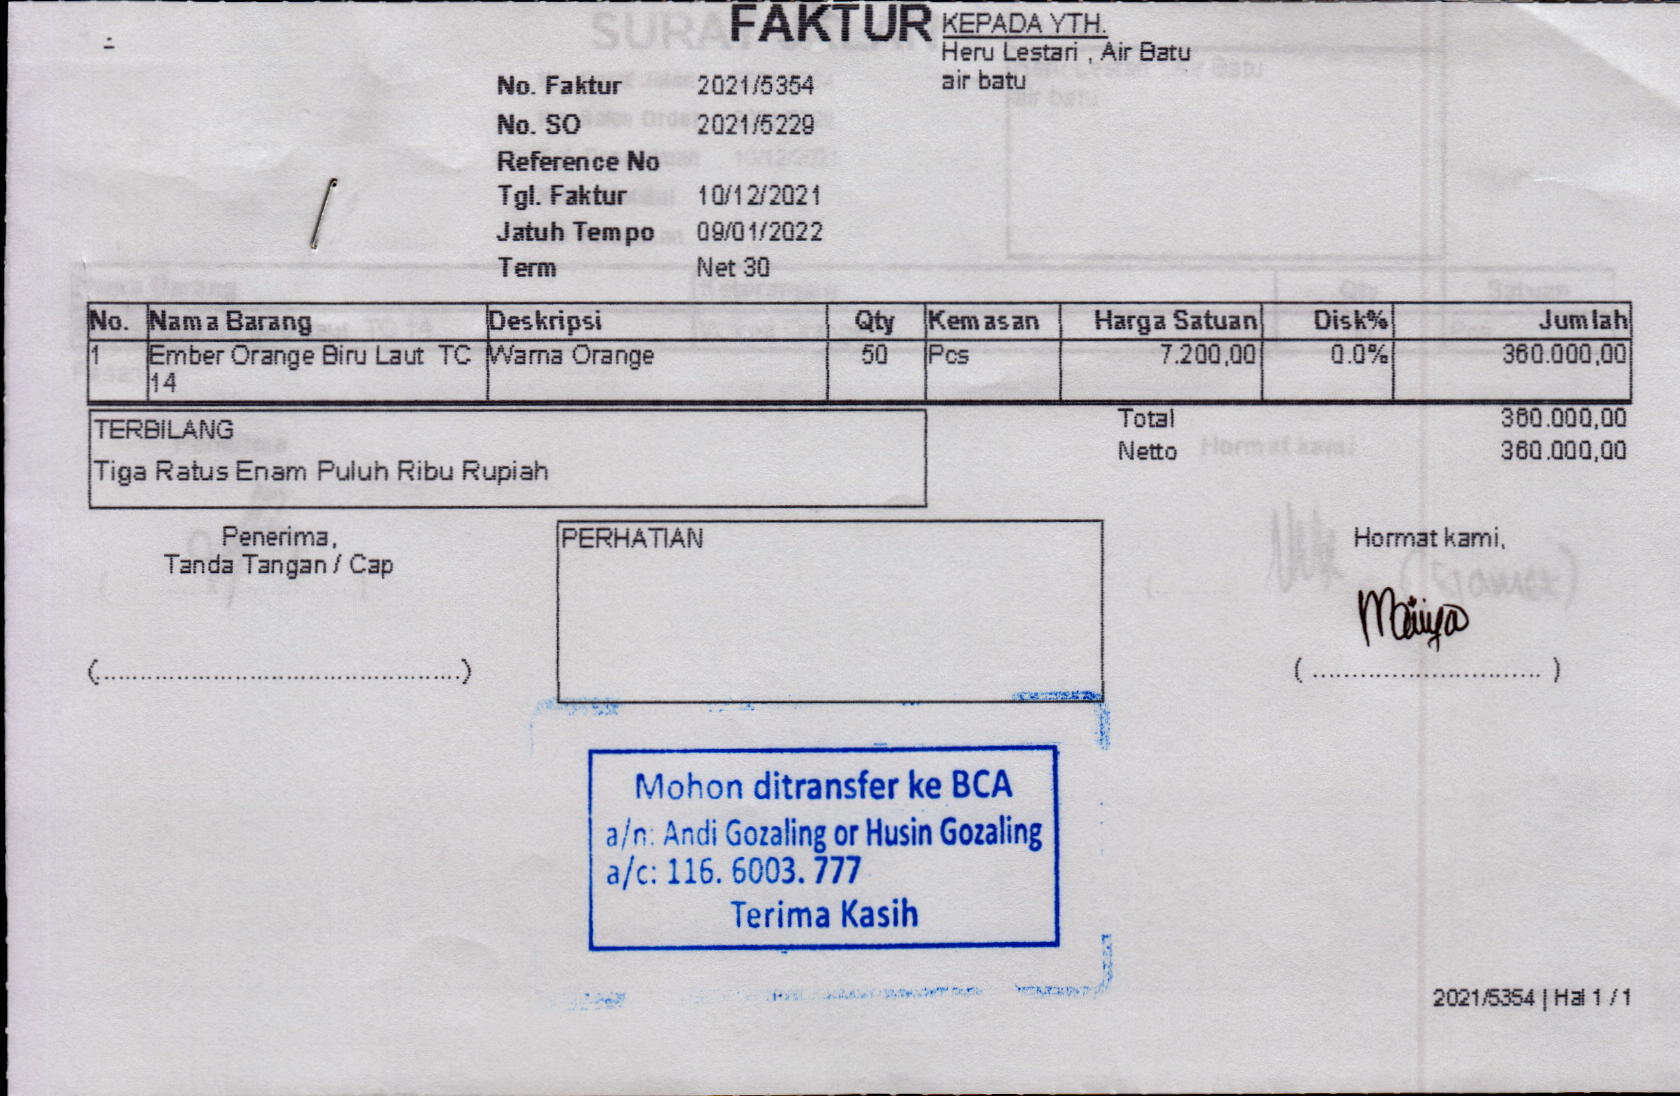 FAKTUR
KEPADA YTH.
Heru Lestari , Air Batu
air batu
No. Faktur 2021/5354
No. SO 2021/5229
Reference No
Tgl. Faktur 10/12/2021
Jatuh Tempo 09/01/2022
Term Net 30
No. Nama Barang Deskripsi Qty Kemasan Harga Satuan Disk% Jumlah
1 Ember Orange Biru Laut TC 14 Warna Orange 50 Pcs 7.200,00 0.0% 360.000,00
Total 360.000,00
Netto 360.000,00
TERBILANG
Tiga Ratus Enam Puluh Ribu Rupiah
Penerima,
Tanda Tangan / Cap
(..............................................)
PERHATIAN
Hormat kami,
( ............................... )
Mohon ditransfer ke BCA
a/n: Andi Gozaling or Husin Gozaling
a/c: 116. 6003. 777
Terima Kasih
2021/5354 | Hal 1 / 1